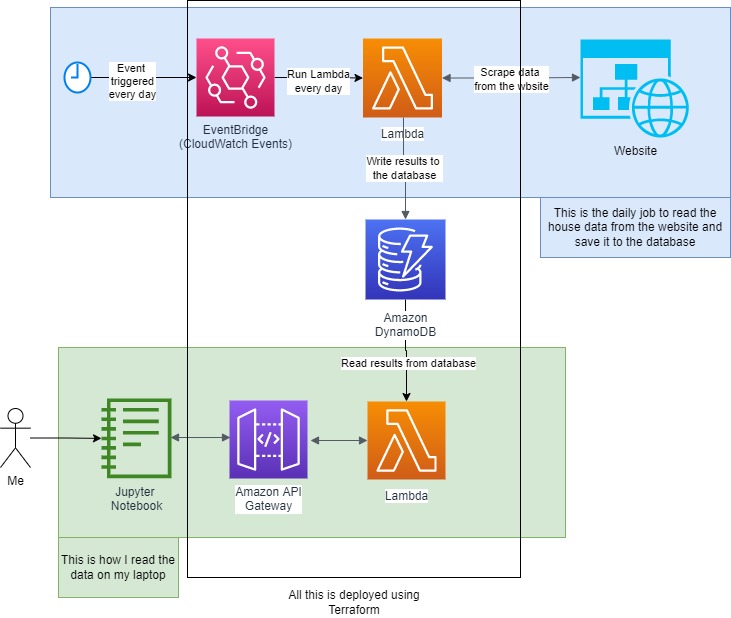 Event
triggered
every day
Run Lambda
every day
Scrape data
from the wbsite
EventBridge
(CloudWatch Events)
Lambda
Website
Write results to
the database
This is the daily job to read the
house data from the website and
save it to the database
Amazon
DynamoDB
Read results from database
Me
Jupyter
Notebook
Amazon API
Gateway
Lambda
This is how I read the
data on my laptop
All this is deployed using
Terraform